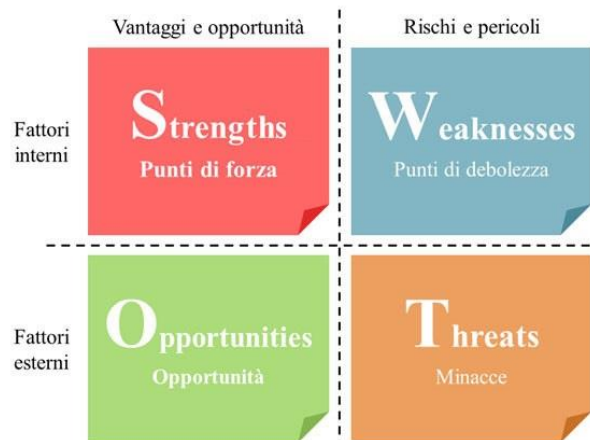 Vantaggi e opportunità
Rischi e pericoli
Fattori
interni
Strengths
Punti di forza
Weaknesses
Punti di debolezza
Fattori
esterni
Opportunities
Opportunità
Threats
Minacce